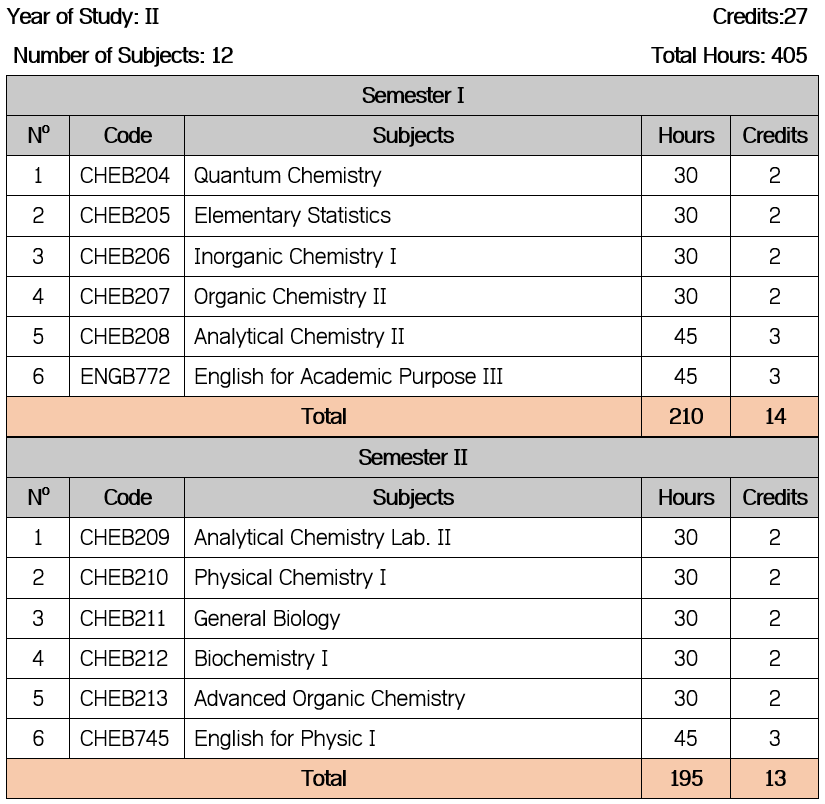 Year of Study: II Credits:27
Number of Subjects: 12 Total Hours: 405
Semester I
Nº Code Subjects Hours Credits
1 CHEB204 Quantum Chemistry 30 2
2 CHEB205 Elementary Statistics 30 2
3 CHEB206 Inorganic Chemistry I 30 2
4 CHEB207 Organic Chemistry II 30 2
5 CHEB208 Analytical Chemistry II 45 3
6 ENGB772 English for Academic Purpose III 45 3
Total 210 14
Semester II
Nº Code Subjects Hours Credits
1 CHEB209 Analytical Chemistry Lab. II 30 2
2 CHEB210 Physical Chemistry I 30 2
3 CHEB211 General Biology 30 2
4 CHEB212 Biochemistry I 30 2
5 CHEB213 Advanced Organic Chemistry 30 2
6 CHEB745 English for Physic I 45 3
Total 195 13